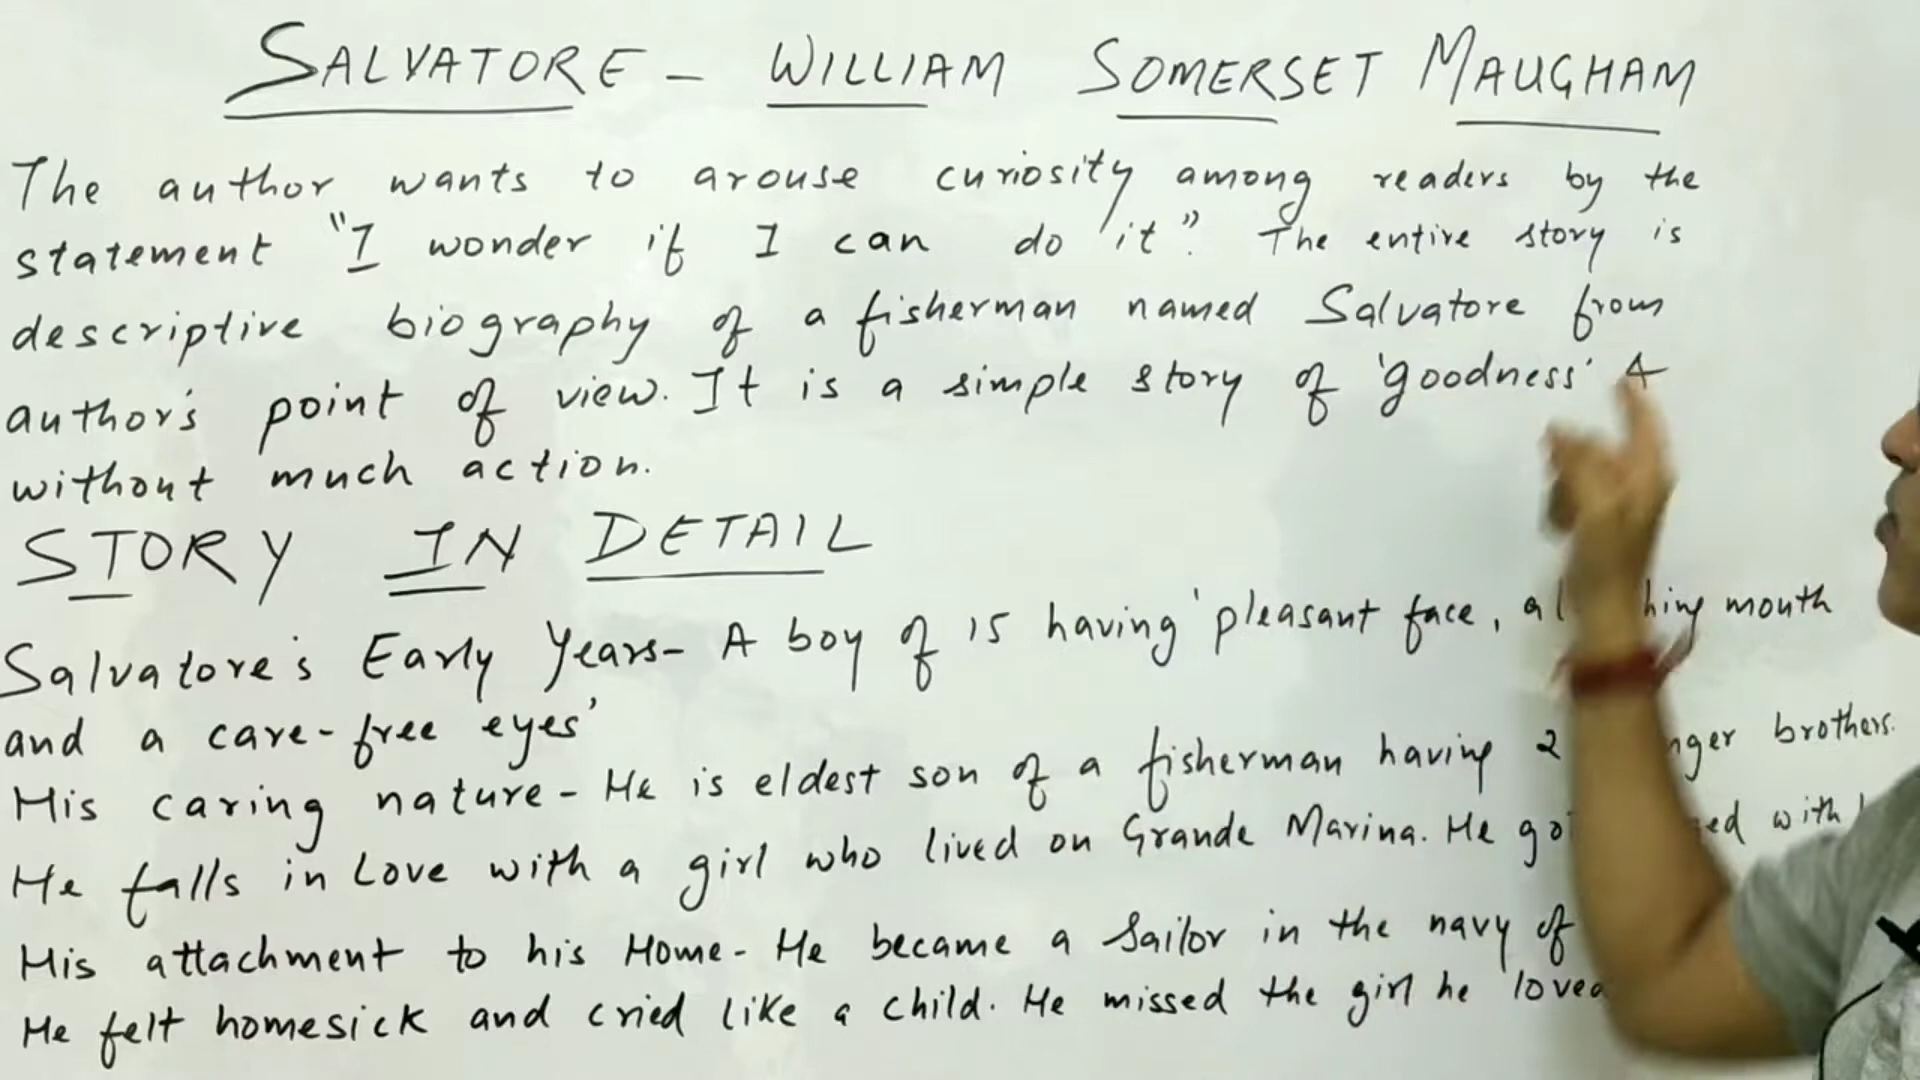 SALVATORE - WILLIAM SOMERSET MAUGHAM
The author wants to arouse curiosity among readers by the
statement "I wonder if I can do it". The entire story is
descriptive biography of a fisherman named Salvatore from
author's point of view. It is a simple story of 'goodness' &
without much action.
STORY IN DETAIL
Salvatore's Early Years- A boy of 15 having 'pleasant face, a mouth
and a care-free eyes'
His caring nature - He is eldest son of a fisherman having 2 brothers.
He falls in Love with a girl who lived on Grande Marina. He with
His attachment to his Home- He became a Sailor in the navy of
He felt homesick and cried like a child. He missed the girl he loved